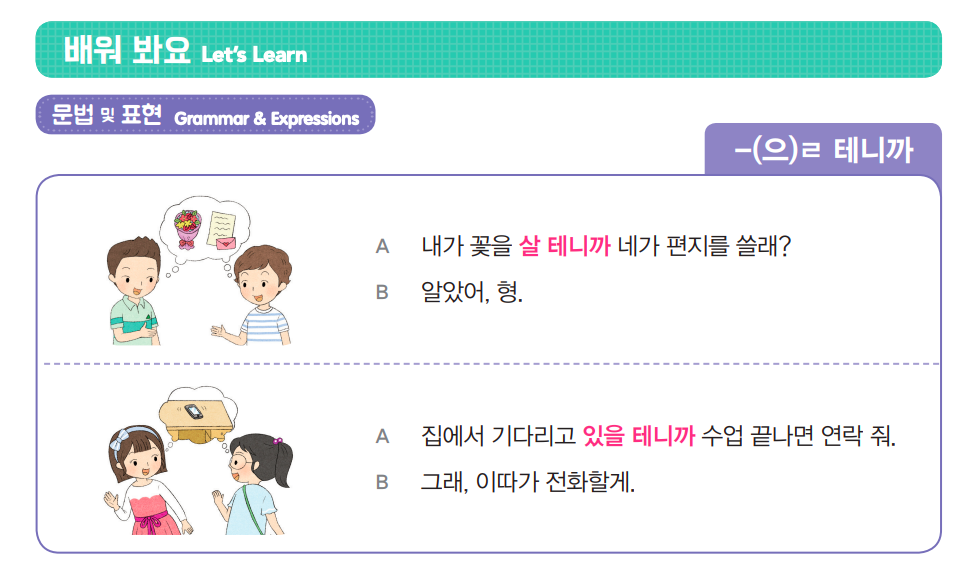 배워 봐요 Let's Learn
문법 및 표현 Grammar & Expressions
-(으)ㄹ 테니까
A 내가 꽃을 살 테니까 네가 편지를 쓸래?
B 알았어, 형.
A 집에서 기다리고 있을 테니까 수업 끝나면 연락 줘.
B 그래, 이따가 전화할게.